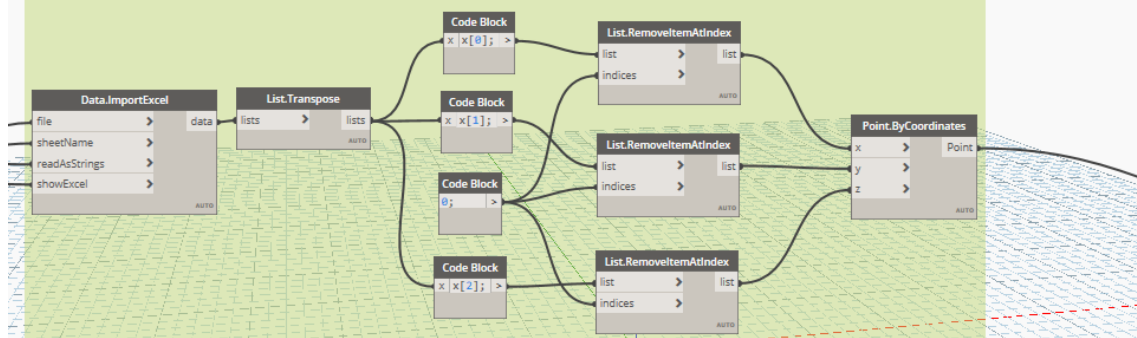 Data.ImportExcel
file > data
sheetName >
readAsStrings >
showExcel >
AUTO
List.Transpose
lists > lists
AUTO
Code Block
x x[0]; >
Code Block
x x[1]; >
Code Block
0; >
Code Block
x x[2]; >
List.RemoveItemAtIndex
list > list
indices >
AUTO
List.RemoveItemAtIndex
list > list
indices >
AUTO
List.RemoveItemAtIndex
list > list
indices >
AUTO
Point.ByCoordinates
x > Point
y >
z >
AUTO